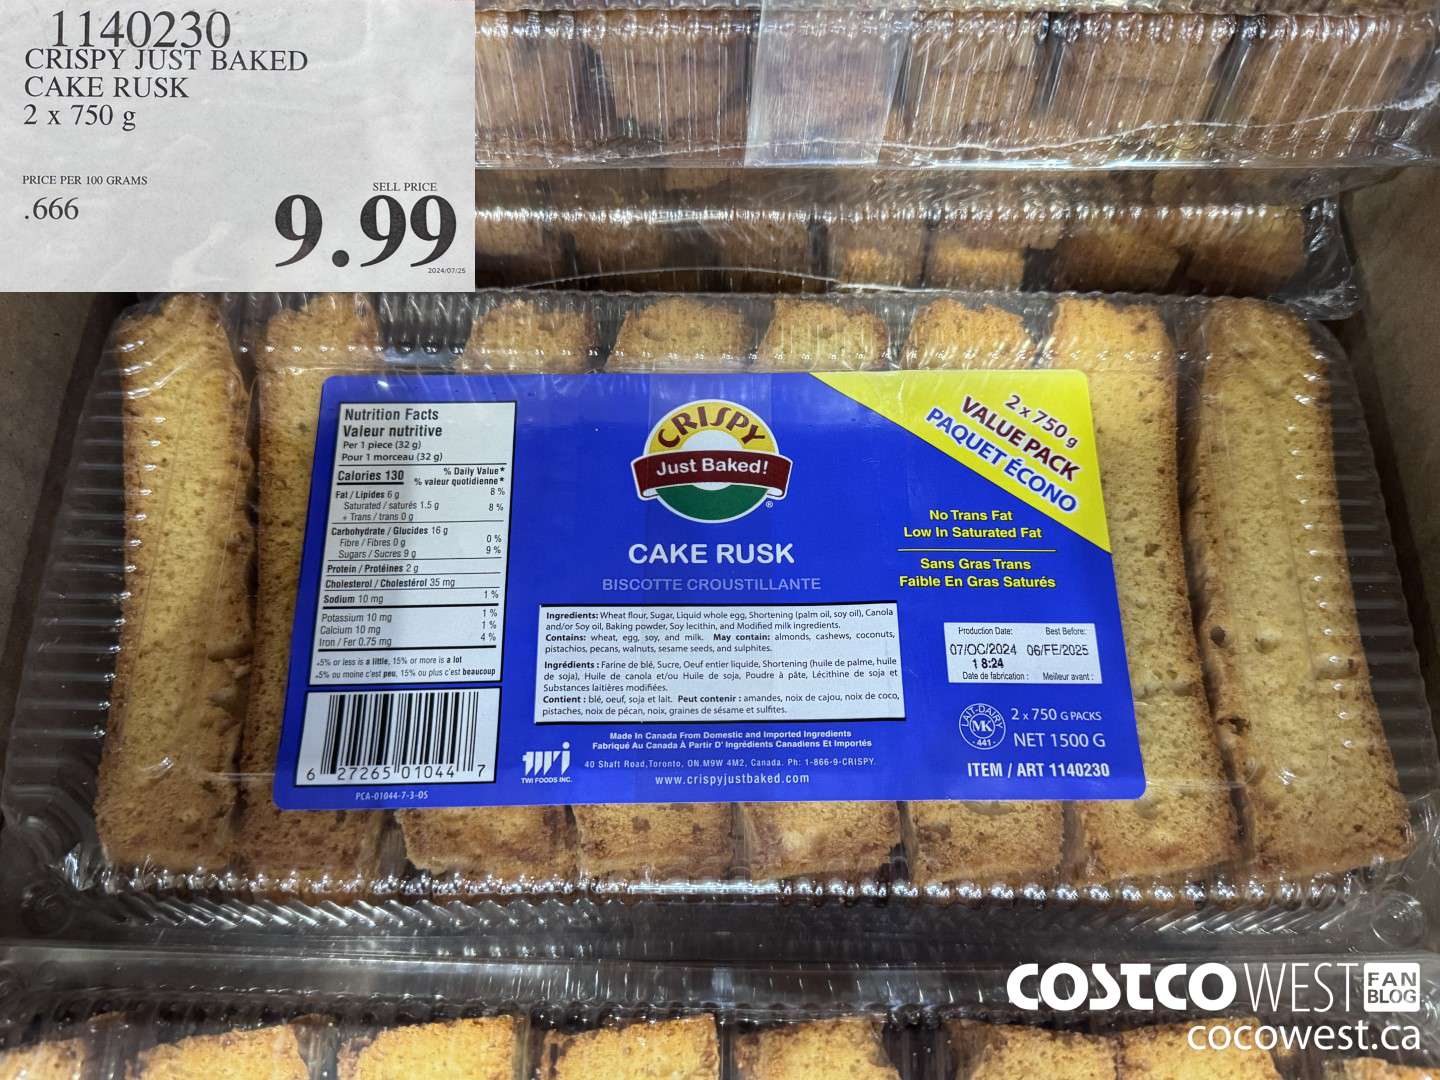 1140230
CRISPY JUST BAKED
CAKE RUSK
2 x 750 g
PRICE PER 100 GRAMS
.666
SELL PRICE
9.99
2024/07/25
Nutrition Facts
Valeur nutritive
Per 1 piece (32 g)
Pour 1 morceau (32 g)
Calories 130
% Daily Value*
% valeur quotidienne*
Fat / Lipides 6 g 8 %
Saturated / saturés 1.5 g
+ Trans / trans 0 g 8 %
Carbohydrate / Glucides 16 g
Fibre / Fibres 0 g 0 %
Sugars / Sucres 9 g 9 %
Protein / Protéines 2 g
Cholesterol / Cholestérol 35 mg
Sodium 10 mg 1 %
Potassium 10 mg 1 %
Calcium 10 mg 1 %
Iron / Fer 0.75 mg 4 %
*5% or less is a little, 15% or more is a lot
*5% ou moine c'est peu, 15% ou plus c'est beaucoup
6 27265 01044 7
PCA-01044-7-3-05
CRISPY
Just Baked!
®
CAKE RUSK
BISCOTTE CROUSTILLANTE
Ingredients: Wheat flour, Sugar, Liquid whole egg, Shortening (palm oil, soy oil), Canola
and/or Soy oil, Baking powder, Soy lecithin, and Modified milk ingredients.
Contains: wheat, egg, soy, and milk. May contain: almonds, cashews, coconuts,
pistachios, pecans, walnuts, sesame seeds, and sulphites.
Ingrédients : Farine de blé, Sucre, Oeuf entier liquide, Shortening (huile de palme, huile
de soja), Huile de canola et/ou Huile de soja, Poudre à pâte, Lécithine de soja et
Substances laitières modifiées.
Contient : blé, oeuf, soja et lait. Peut contenir : amandes, noix de cajou, noix de coco,
pistaches, noix de pécan, noix, graines de sésame et sulfites.
TWI FOODS INC.
Made In Canada From Domestic and Imported Ingredients
Fabriqué Au Canada À Partir D' Ingrédients Canadiens Et Importés
40 Shaft Road,Toronto, ON.M9W 4M2, Canada. Ph: 1-866-9-CRISPY.
www.crispyjustbaked.com
2 x 750 g
VALUE PACK
PAQUET ÉCONO
No Trans Fat
Low In Saturated Fat
Sans Gras Trans
Faible En Gras Saturés
Production Date: Best Before:
07/OC/2024 06/FE/2025
1 8:24
Date de fabrication : Meilleur avant :
LAIT-DAIRY
MK
- 441 -
2 x 750 G PACKS
NET 1500 G
ITEM / ART 1140230
COSTCO WEST FAN BLOG
cocowest.ca